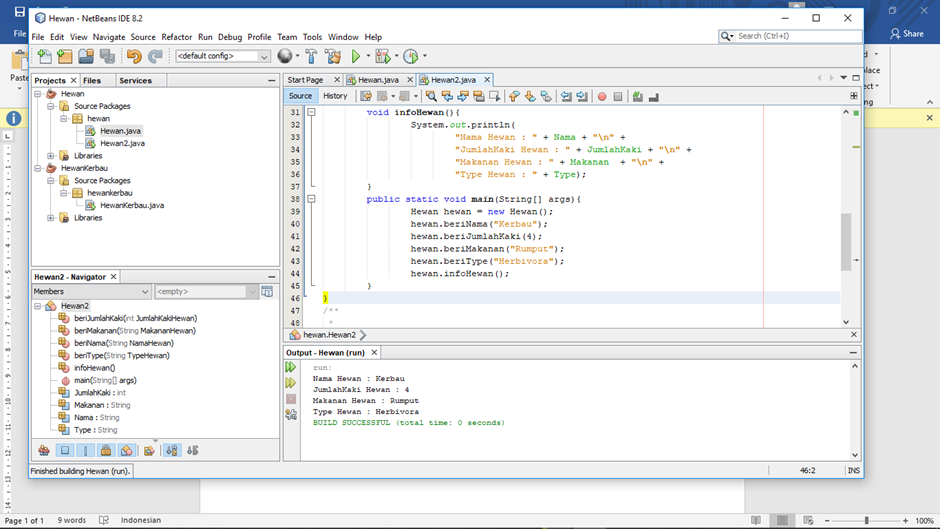 File
Paste
Share
Hewan - NetBeans IDE 8.2
File Edit View Navigate Source Refactor Run Debug Profile Team Tools Window Help
Search (Ctrl+I)
<default config>
Projects Files Services
Hewan
Source Packages
hewan
Hewan.java
Hewan2.java
Libraries
HewanKerbau
Source Packages
hewankerbau
HewanKerbau.java
Libraries
Hewan2 - Navigator
Members <empty>
Hewan2
beriJumlahKaki(int JumlahKakiHewan)
beriMakanan(String MakananHewan)
beriNama(String NamaHewan)
beriType(String TypeHewan)
infoHewan()
main(String[] args)
JumlahKaki : int
Makanan : String
Nama : String
Type : String
Start Page Hewan.java Hewan2.java
Source History
31 void infoHewan(){
32 System.out.println(
33 "Nama Hewan : " + Nama + "\n" +
34 "JumlahKaki Hewan : " + JumlahKaki + "\n" +
35 "Makanan Hewan : " + Makanan + "\n" +
36 "Type Hewan : " + Type);
37 }
38 public static void main(String[] args){
39 Hewan hewan = new Hewan();
40 hewan.beriNama("Kerbau");
41 hewan.beriJumlahKaki(4);
42 hewan.beriMakanan("Rumput");
43 hewan.beriType("Herbivora");
44 hewan.infoHewan();
45 }
46 }
47 /**
48 *
hewan.Hewan2
Output - Hewan (run)
run:
Nama Hewan : Kerbau
JumlahKaki Hewan : 4
Makanan Hewan : Rumput
Type Hewan : Herbivora
BUILD SUCCESSFUL (total time: 0 seconds)
Finished building Hewan (run).
46:2 INS
Page 1 of 1 9 words Indonesian
100%